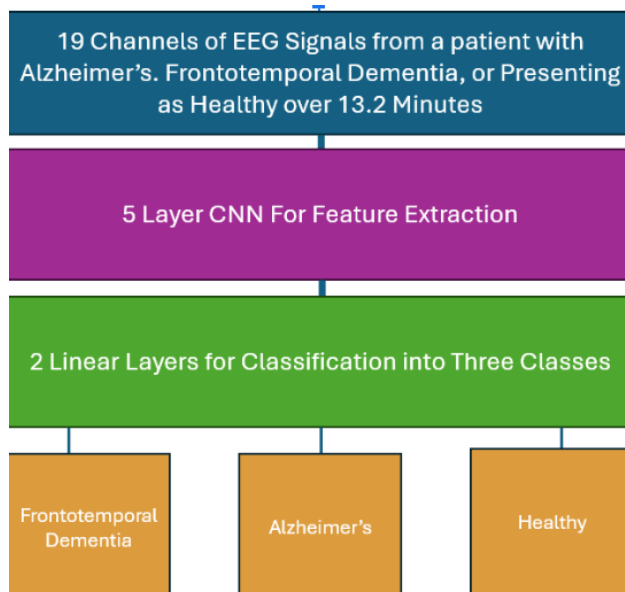 19 Channels of EEG Signals from a patient with
Alzheimer's. Frontotemporal Dementia, or Presenting
as Healthy over 13.2 Minutes
5 Layer CNN For Feature Extraction
2 Linear Layers for Classification into Three Classes
Frontotemporal
Dementia
Alzheimer's
Healthy